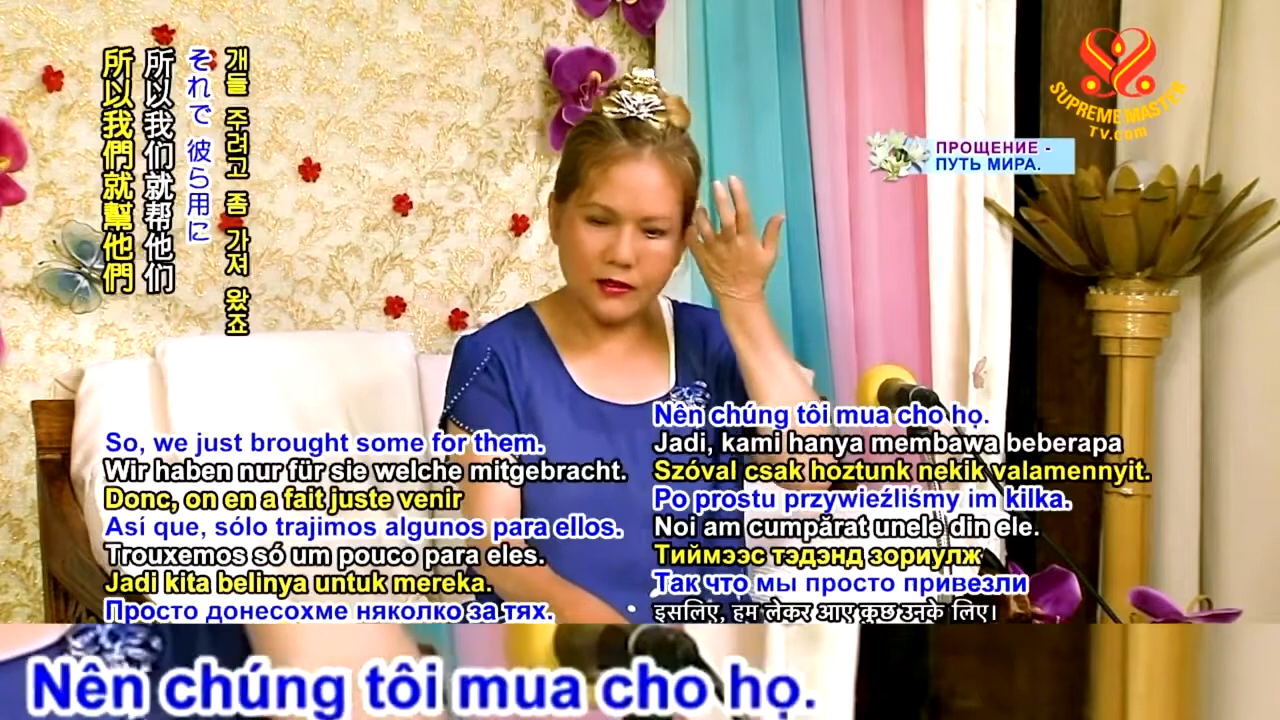 所以我們就幫他們
所以我们就帮他们
それで 彼ら用に
개들 주려고 좀 가져 왔죠
SUPREME MASTER
TV.com
ПРОЩЕНИЕ -
ПУТЬ МИРА.
So, we just brought some for them.
Wir haben nur für sie welche mitgebracht.
Donc, on en a fait juste venir
Así que, sólo trajimos algunos para ellos.
Trouxemos só um pouco para eles.
Jadi kita belinya untuk mereka.
Просто донесохме няколко за тях.
Nên chúng tôi mua cho họ.
Jadi, kami hanya membawa beberapa
Szóval csak hoztunk nekik valamennyit.
Po prostu przywieźliśmy im kilka.
Noi am cumpărat unele din ele.
Тиймээс тэдэнд зориулж
Так что мы просто привезли
इसलिए, हम लेकर आए कुछ उनके लिए।
Nên chúng tôi mua cho họ.